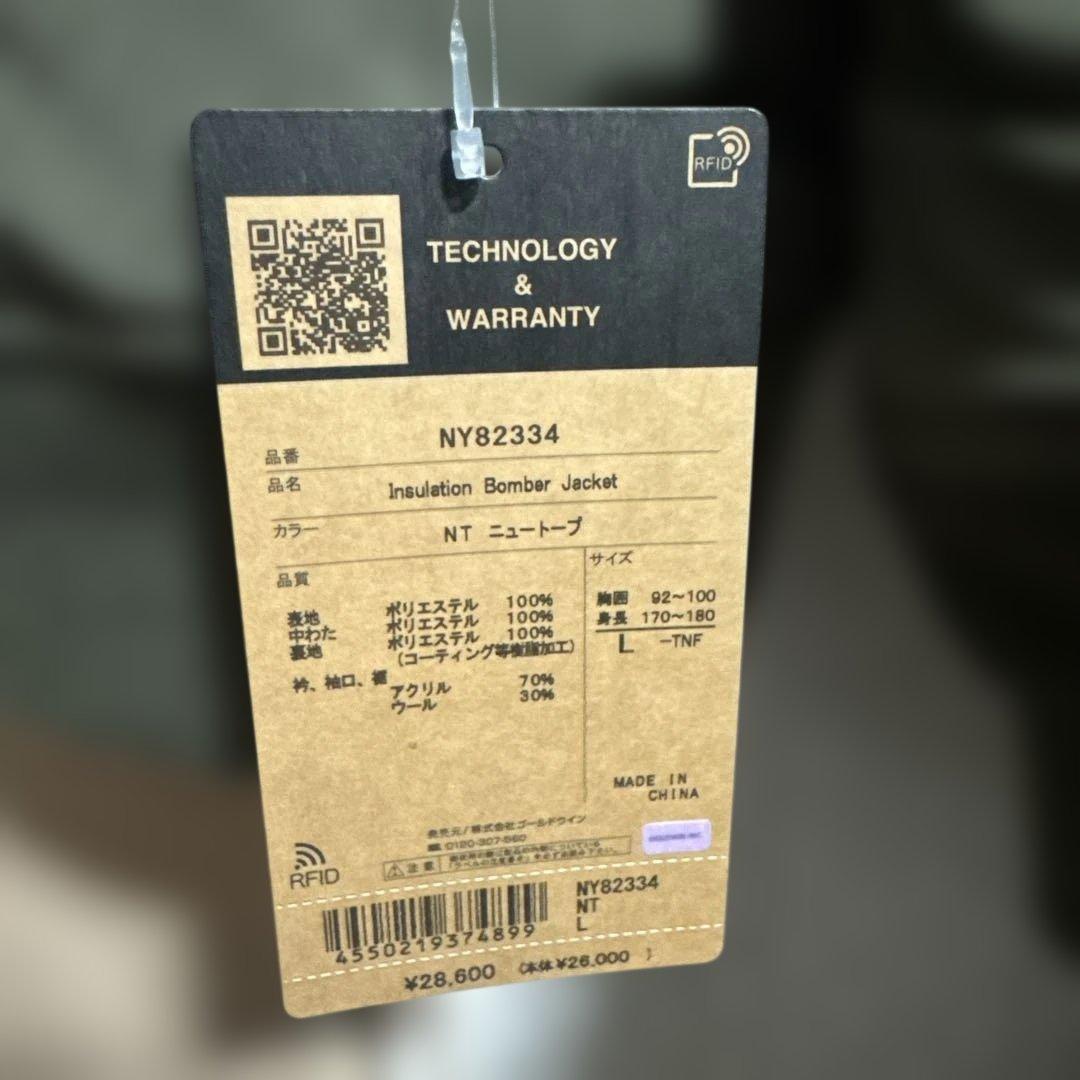 RFID
TECHNOLOGY
&
WARRANTY
品番 NY82334
品名 Insulation Bomber Jacket
カラー NT ニュートープ
品質
表地 ポリエステル 100%
中わた ポリエステル 100%
裏地 ポリエステル 100%
(コーティング等樹脂加工)
衿、袖口、裾
アクリル 70%
ウール 30%
サイズ
胸囲 92~100
身長 170~180
L -TNF
MADE IN
CHINA
発売元/株式会社ゴールドウイン
0120-307-560
RFID
注意
NY82334
NT
L
4550219374899
¥28,600 (本体¥26,000 )